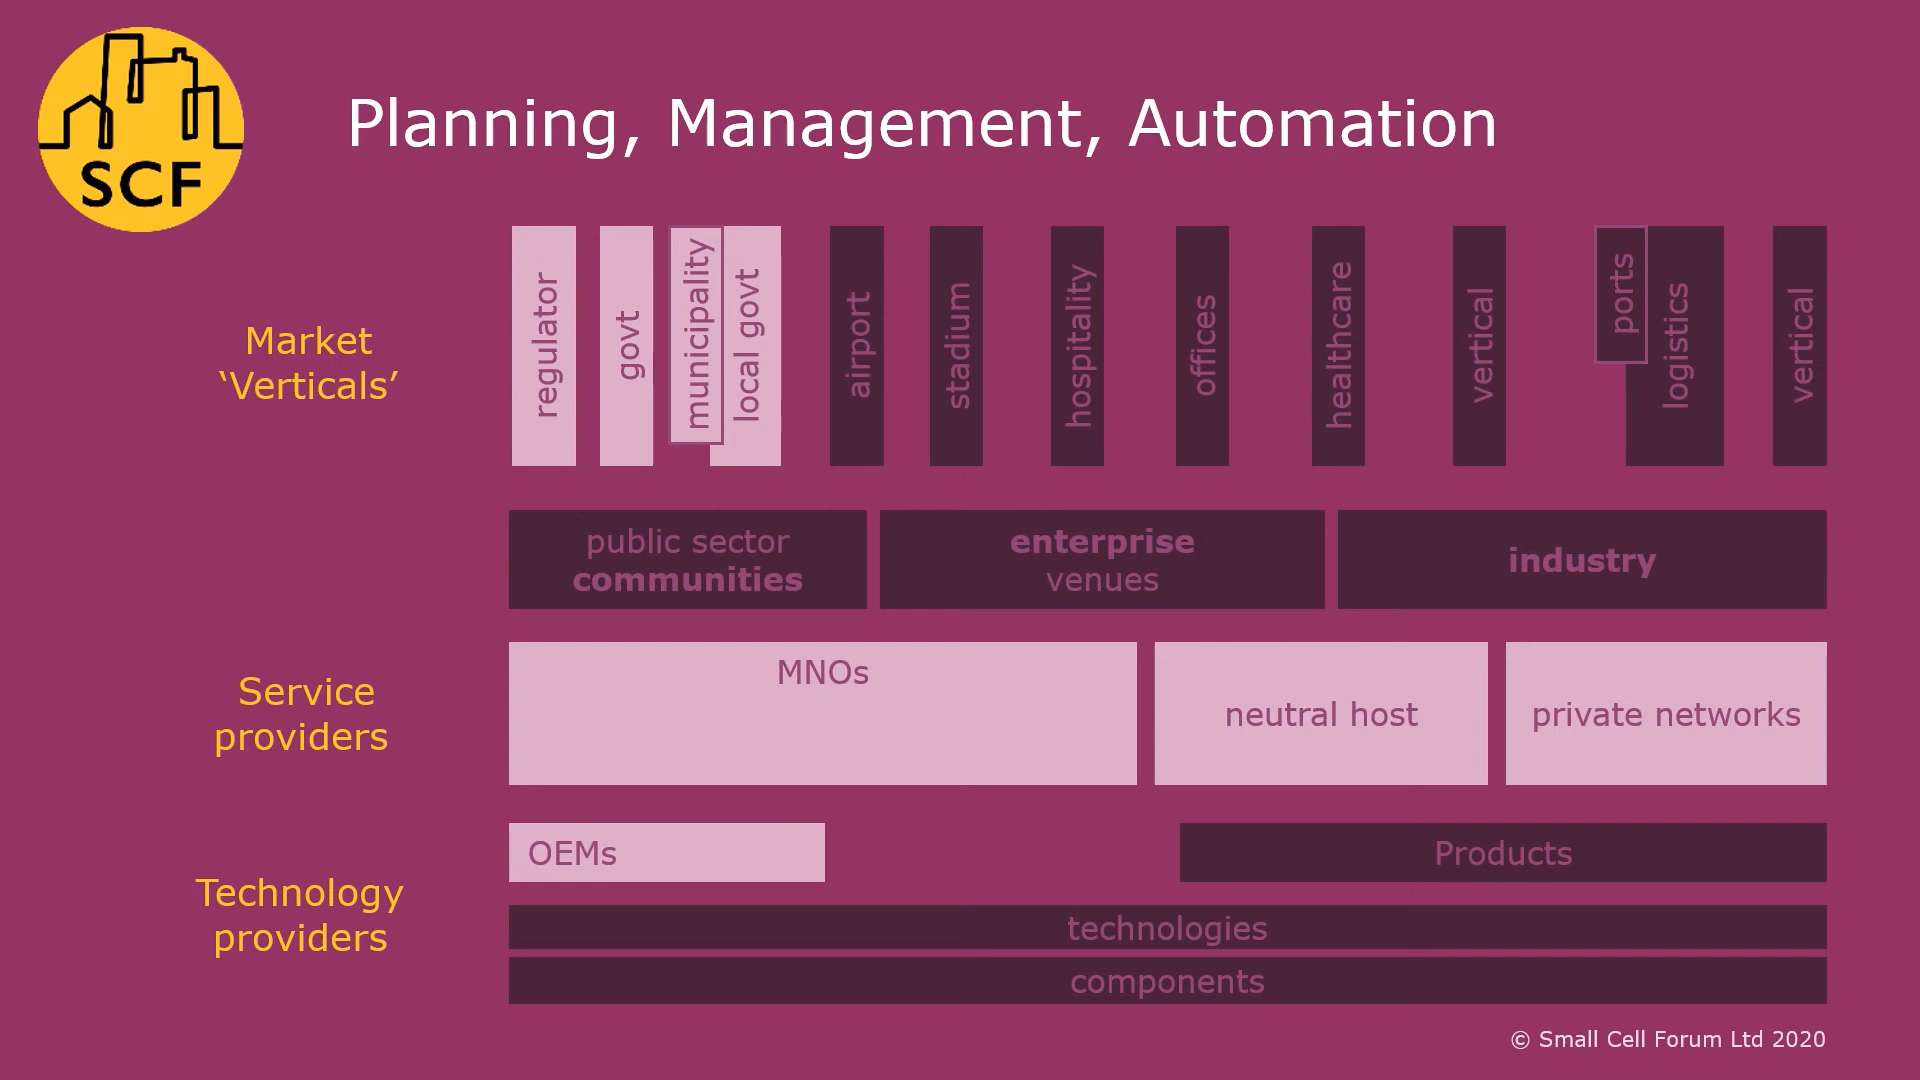 SCF
Planning, Management, Automation
Market
‘Verticals’
regulator
govt
municipality
local govt
airport
stadium
hospitality
offices
healthcare
vertical
ports
logistics
vertical
public sector
communities
enterprise
venues
industry
Service
providers
MNOs
neutral host
private networks
Technology
providers
OEMs
Products
technologies
components
© Small Cell Forum Ltd 2020